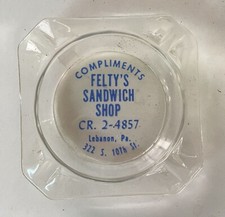 COMPLIMENTS
FELTY'S
SANDWICH
SHOP
CR. 2-4857
Lebanon, Pa.
322 S. 10TH St.